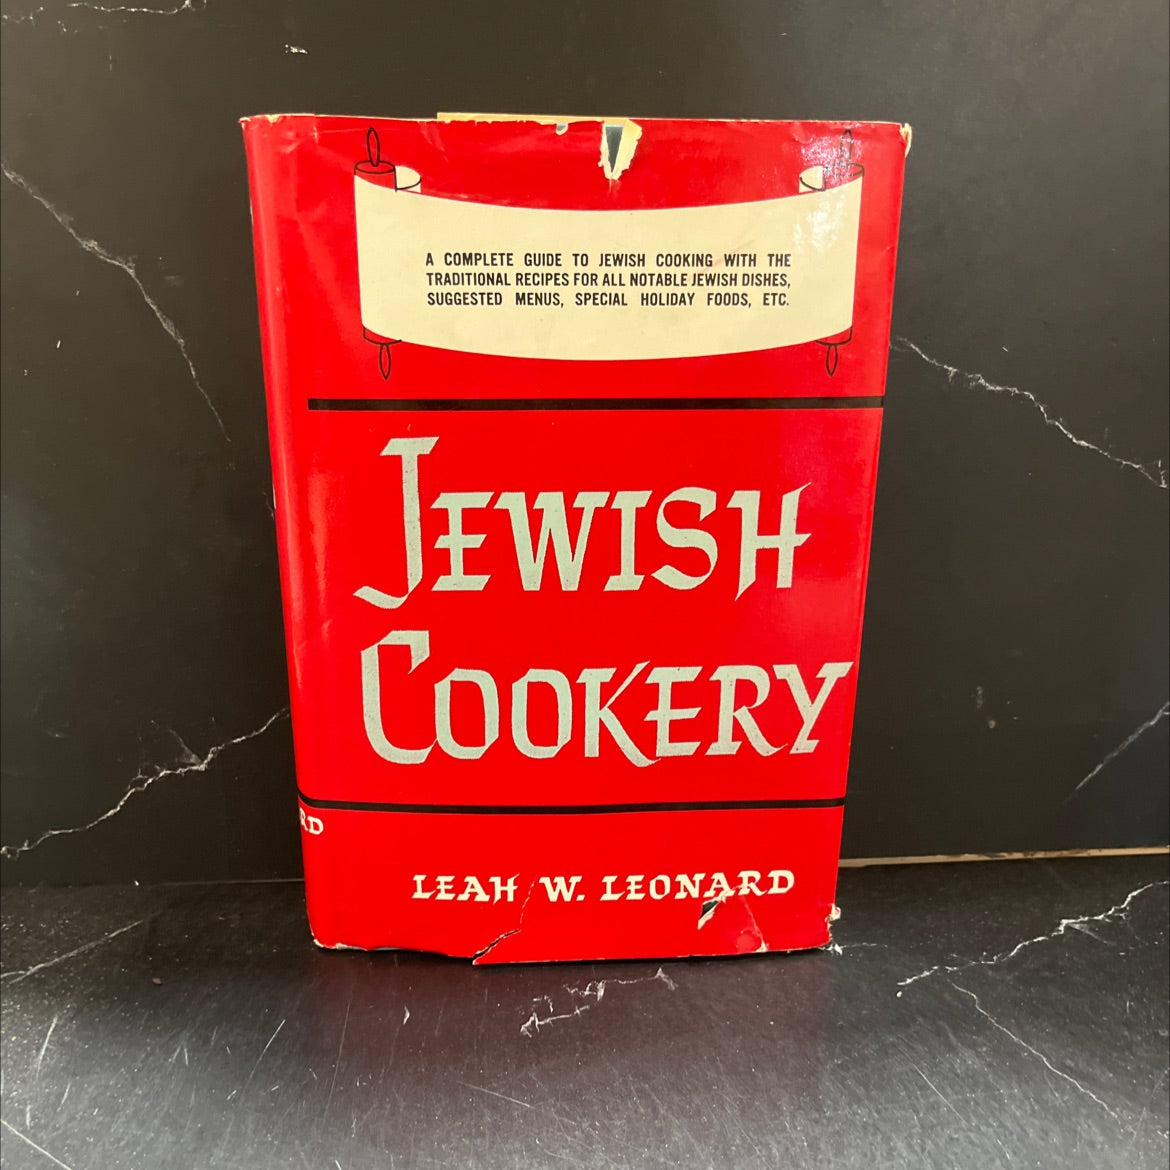 A COMPLETE GUIDE TO JEWISH COOKING WITH THE
TRADITIONAL RECIPES FOR ALL NOTABLE JEWISH DISHES,
SUGGESTED MENUS, SPECIAL HOLIDAY FOODS, ETC.
JEWISH
COOKERY
RD
LEAH W. LEONARD